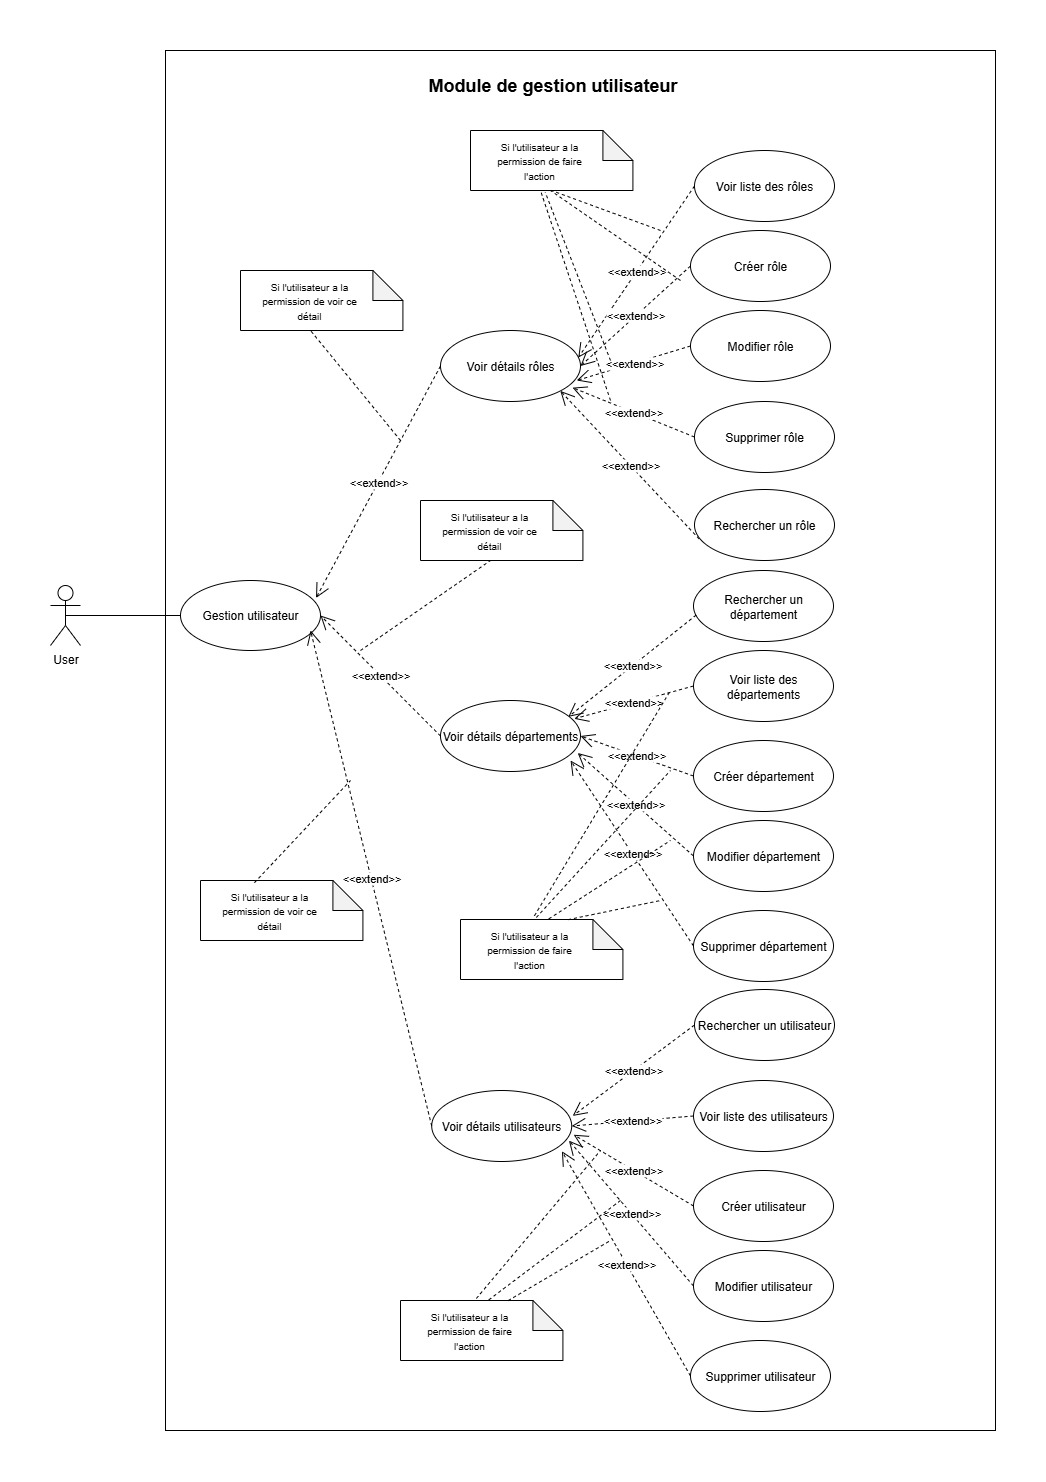 Module de gestion utilisateur
Si l'utilisateur a la
permission de faire
l'action
Voir liste des rôles
Créer rôle
<<extend>>
Si l'utilisateur a la
permission de voir ce
détail
<<extend>>
Modifier rôle
Voir détails rôles
<<extend>>
<<extend>>
Supprimer rôle
<<extend>>
<<extend>>
Si l'utilisateur a la
permission de voir ce
détail
Rechercher un rôle
Rechercher un
département
Gestion utilisateur
User
<<extend>>
<<extend>>
Voir liste des
départements
<<extend>>
Voir détails départements
<<extend>>
Créer département
<<extend>>
<<extend>>
Modifier département
<<extend>>
Si l'utilisateur a la
permission de voir ce
détail
Si l'utilisateur a la
permission de faire
l'action
Supprimer département
Rechercher un utilisateur
<<extend>>
Voir détails utilisateurs
<<extend>>
Voir liste des utilisateurs
<<extend>>
Créer utilisateur
<<extend>>
<<extend>>
Modifier utilisateur
Si l'utilisateur a la
permission de faire
l'action
Supprimer utilisateur